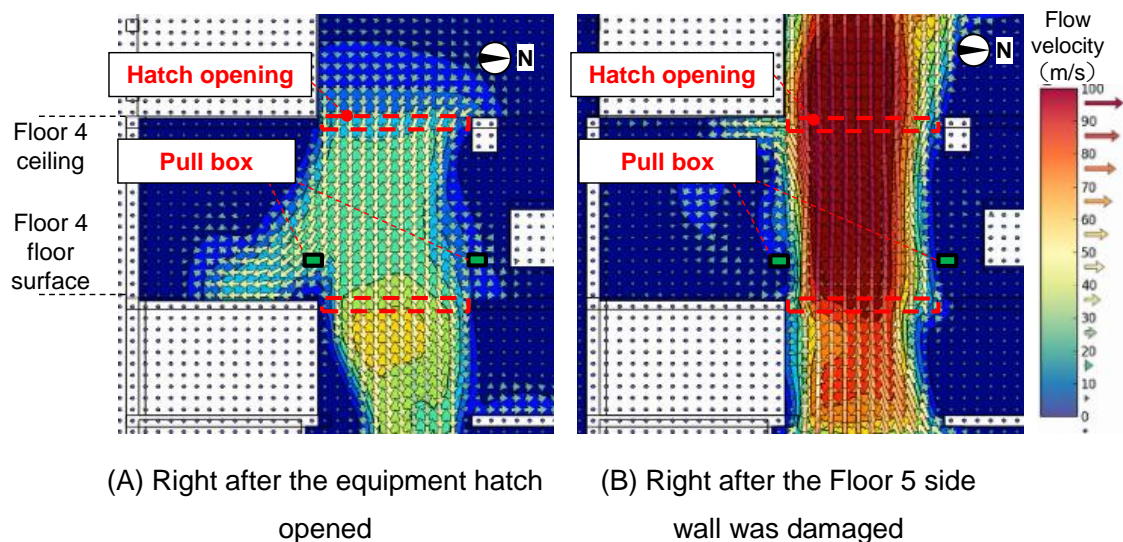 N
Hatch opening
Floor 4
ceiling
Pull box
Floor 4
floor
surface
N
Hatch opening
Pull box
Flow
velocity
(m/s)
100
90
80
70
60
50
40
30
20
10
0
(A) Right after the equipment hatch
opened
(B) Right after the Floor 5 side
wall was damaged